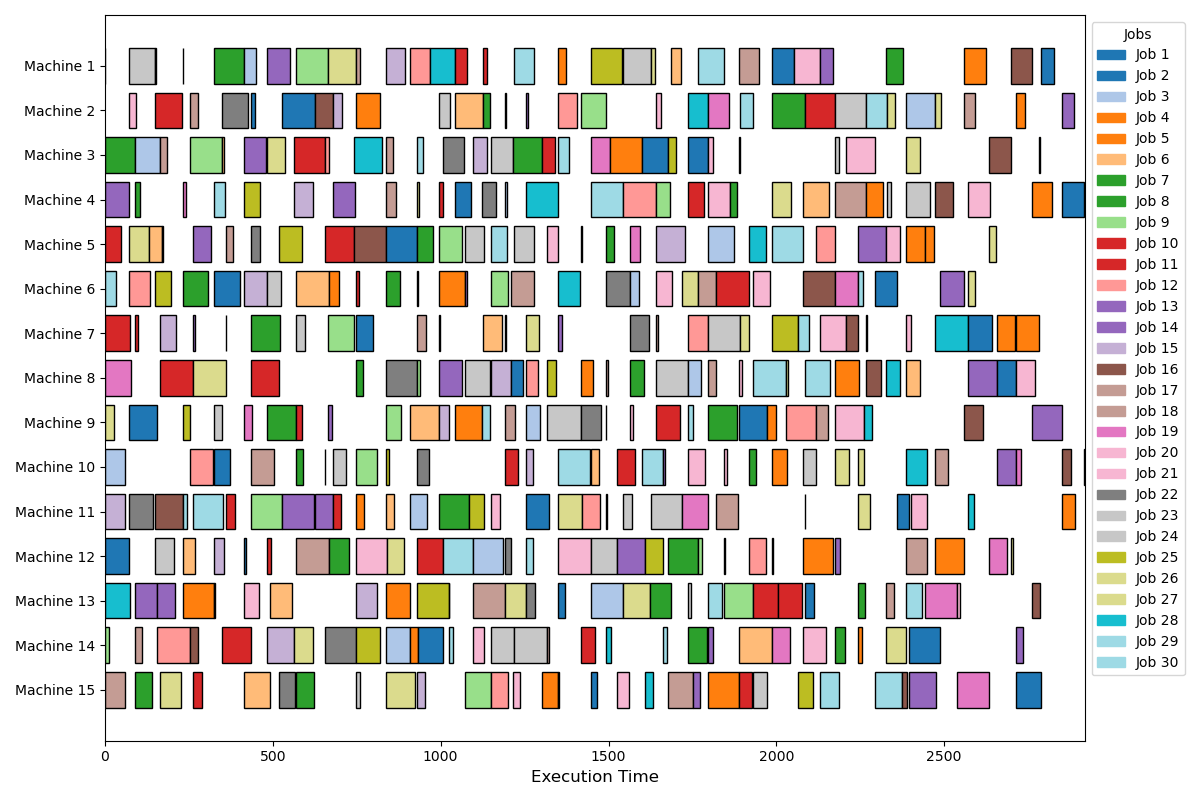 Machine 1
Machine 2
Machine 3
Machine 4
Machine 5
Machine 6
Machine 7
Machine 8
Machine 9
Machine 10
Machine 11
Machine 12
Machine 13
Machine 14
Machine 15
0 500 1000 1500 2000 2500
Execution Time
Jobs
Job 1
Job 2
Job 3
Job 4
Job 5
Job 6
Job 7
Job 8
Job 9
Job 10
Job 11
Job 12
Job 13
Job 14
Job 15
Job 16
Job 17
Job 18
Job 19
Job 20
Job 21
Job 22
Job 23
Job 24
Job 25
Job 26
Job 27
Job 28
Job 29
Job 30